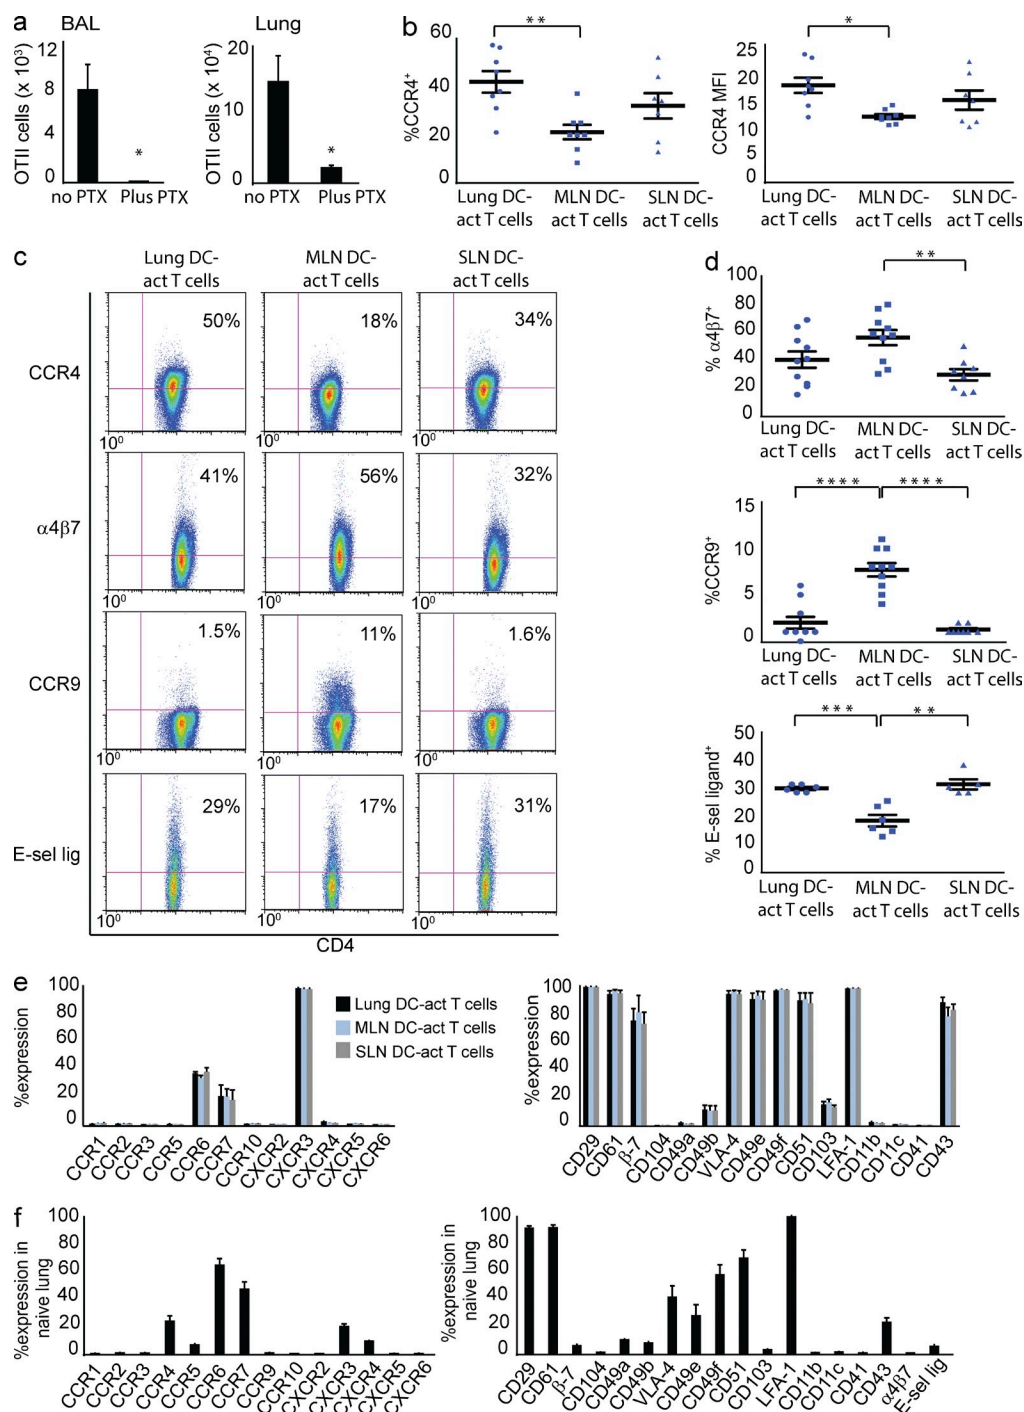 a
BAL
Lung
OTII cells (x 10³)
12
8
4
0
no PTX
Plus PTX
*
OTII cells (x 10⁴)
20
10
0
no PTX
Plus PTX
*
b
%CCR4⁺
60
40
20
0
* *
Lung DC-
act T cells
MLN DC-
act T cells
SLN DC-
act T cells
CCR4 MFI
25
20
15
10
5
0
*
Lung DC-
act T cells
MLN DC-
act T cells
SLN DC-
act T cells
c
Lung DC-
act T cells
MLN DC-
act T cells
SLN DC-
act T cells
CCR4
50%
18%
34%
10⁰
10⁰
10⁰
α4β7
41%
56%
32%
10⁰
10⁰
10⁰
CCR9
1.5%
11%
1.6%
10⁰
10⁰
10⁰
E-sel lig
29%
17%
31%
10⁰
10⁰
10⁰
CD4
d
% α4β7⁺
100
80
60
40
20
0
* *
Lung DC-
act T cells
MLN DC-
act T cells
SLN DC-
act T cells
%CCR9⁺
15
10
5
0
* * * *
* * * *
Lung DC-
act T cells
MLN DC-
act T cells
SLN DC-
act T cells
% E-sel ligand⁺
50
30
20
10
0
* * *
* *
Lung DC-
act T cells
MLN DC-
act T cells
SLN DC-
act T cells
e
%expression
100
80
60
40
20
0
Lung DC-act T cells
MLN DC-act T cells
SLN DC-act T cells
CCR1
CCR2
CCR3
CCR5
CCR6
CCR7
CCR10
CXCR2
CXCR3
CXCR4
CXCR5
CXCR6
%expression
100
80
60
40
20
0
CD29
CD61
β-7
CD104
CD49a
CD49b
VLA-4
CD49e
CD49f
CD51
CD103
LFA-1
CD11b
CD11c
CD41
CD43
f
%expression in
naive lung
100
80
60
40
20
0
CCR1
CCR2
CCR3
CCR4
CCR5
CCR6
CCR7
CCR9
CCR10
CXCR2
CXCR3
CXCR4
CXCR5
CXCR6
%expression in
naive lung
100
80
60
40
20
0
CD29
CD61
β-7
CD104
CD49a
CD49b
VLA-4
CD49e
CD49f
CD51
CD103
LFA-1
CD11b
CD11c
CD41
CD43
α4β7
E-sel lig